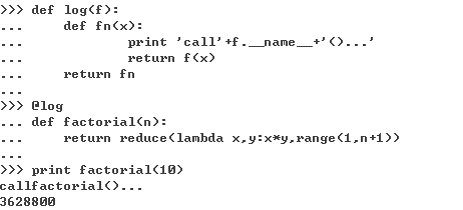 >>> def log(f):
...     def fn(x):
...             print 'call'+f.__name__+'()...'
...             return f(x)
...     return fn
...
>>> @log
... def factorial(n):
...     return reduce(lambda x,y:x*y,range(1,n+1))
...
>>> print factorial(10)
callfactorial()...
3628800